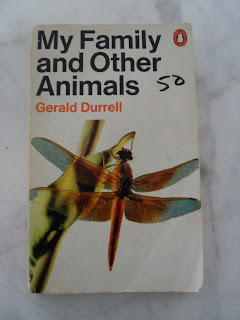 My Family
and Other
Animals
50
Gerald Durrell